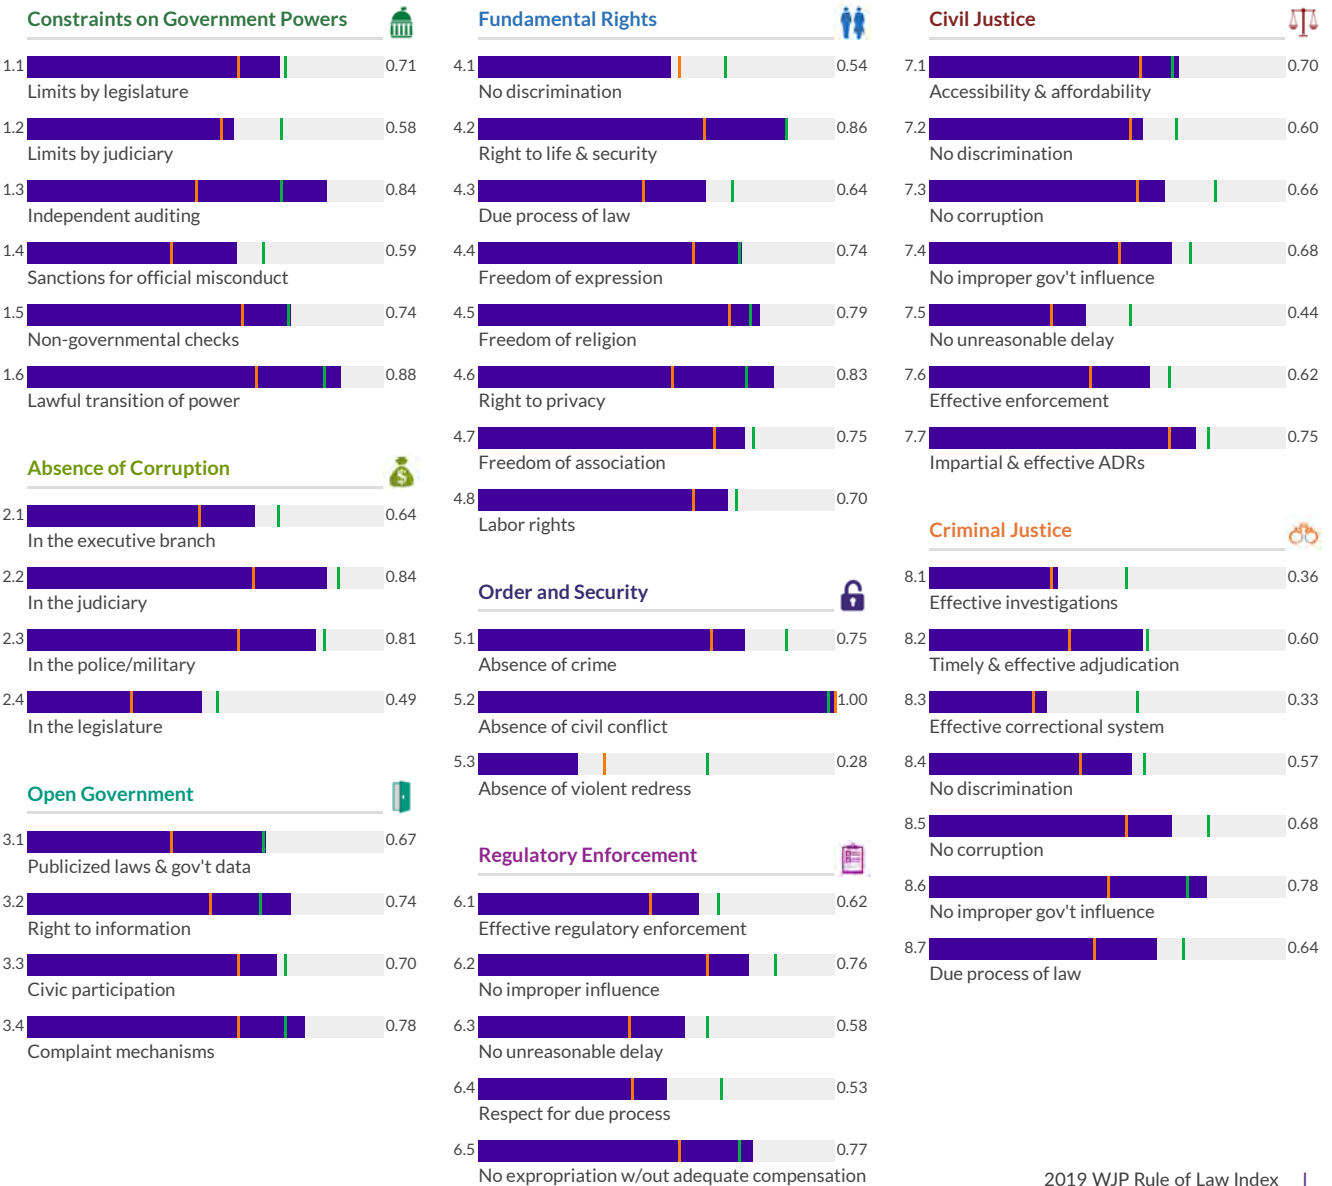 Constraints on Government Powers
1.1 0.71
Limits by legislature
1.2 0.58
Limits by judiciary
1.3 0.84
Independent auditing
1.4 0.59
Sanctions for official misconduct
1.5 0.74
Non-governmental checks
1.6 0.88
Lawful transition of power
Absence of Corruption
2.1 0.64
In the executive branch
2.2 0.84
In the judiciary
2.3 0.81
In the police/military
2.4 0.49
In the legislature
Open Government
3.1 0.67
Publicized laws & gov't data
3.2 0.74
Right to information
3.3 0.70
Civic participation
3.4 0.78
Complaint mechanisms
Fundamental Rights
4.1 0.54
No discrimination
4.2 0.86
Right to life & security
4.3 0.64
Due process of law
4.4 0.74
Freedom of expression
4.5 0.79
Freedom of religion
4.6 0.83
Right to privacy
4.7 0.75
Freedom of association
4.8 0.70
Labor rights
Order and Security
5.1 0.75
Absence of crime
5.2 1.00
Absence of civil conflict
5.3 0.28
Absence of violent redress
Regulatory Enforcement
6.1 0.62
Effective regulatory enforcement
6.2 0.76
No improper influence
6.3 0.58
No unreasonable delay
6.4 0.53
Respect for due process
6.5 0.77
No expropriation w/out adequate compensation
Civil Justice
7.1 0.70
Accessibility & affordability
7.2 0.60
No discrimination
7.3 0.66
No corruption
7.4 0.68
No improper gov't influence
7.5 0.44
No unreasonable delay
7.6 0.62
Effective enforcement
7.7 0.75
Impartial & effective ADRs
Criminal Justice
8.1 0.36
Effective investigations
8.2 0.60
Timely & effective adjudication
8.3 0.33
Effective correctional system
8.4 0.57
No discrimination
8.5 0.68
No corruption
8.6 0.78
No improper gov't influence
8.7 0.64
Due process of law
2019 WJP Rule of Law Index |